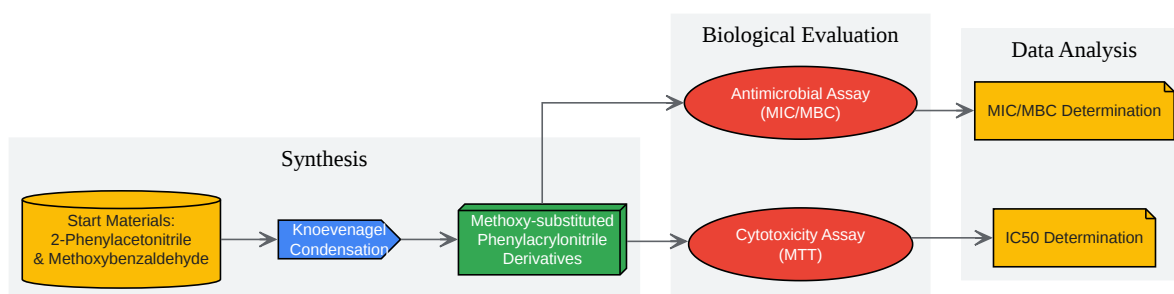 Synthesis
Start Materials:
2-Phenylacetonitrile
& Methoxybenzaldehyde
Knoevenagel
Condensation
Methoxy-substituted
Phenylacrylonitrile
Derivatives
Biological Evaluation
Antimicrobial Assay
(MIC/MBC)
Cytotoxicity Assay
(MTT)
Data Analysis
MIC/MBC Determination
IC50 Determination